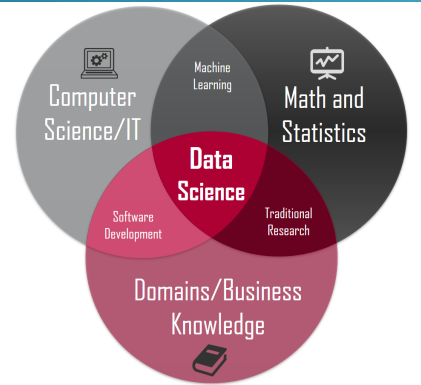 Machine
Learning
Computer
Science/IT
Math and
Statistics
Data
Science
Software
Development
Traditional
Research
Domains/Business
Knowledge